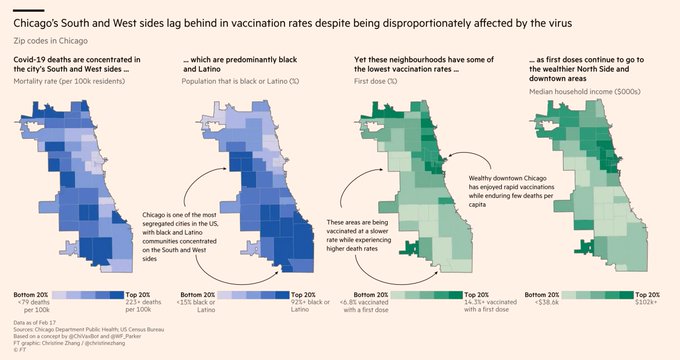 Chicago's South and West sides lag behind in vaccination rates despite being disproportionately affected by the virus
Zip codes in Chicago
Covid-19 deaths are concentrated
in the city's South and West sides ...
Mortality rate (per 100k residents)
... which are predominantly black
and Latino
Population that is black or Latino (%)
Yet these neighbourhoods have some of
the lowest vaccination rates ...
First dose (%)
... as first doses continue to go to
the wealthier North Side and
downtown areas
Median household income ($000s)
Chicago is one of the most
segregated cities in the US,
with black and Latino
communities concentrated
on the South and West
sides
These areas are being
vaccinated at a slower
rate while experiencing
higher death rates
Wealthy downtown Chicago
has enjoyed rapid vaccinations
while enduring few deaths per
capita
Bottom 20%
<79 deaths
per 100k
Top 20%
223+ deaths
per 100k
Bottom 20%
<15% black or
Latino
Top 20%
92%+ black or
Latino
Bottom 20%
<6.8% vaccinated
with a first dose
Top 20%
14.3%+ vaccinated
with a first dose
Bottom 20%
<$38.6k
Top 20%
$102k+
Data as of Feb 17
Sources: Chicago Department Public Health; US Census Bureau
Based on a concept by @ChiVaxBot and @WF_Parker
FT graphic: Christine Zhang / @christinezhang
© FT